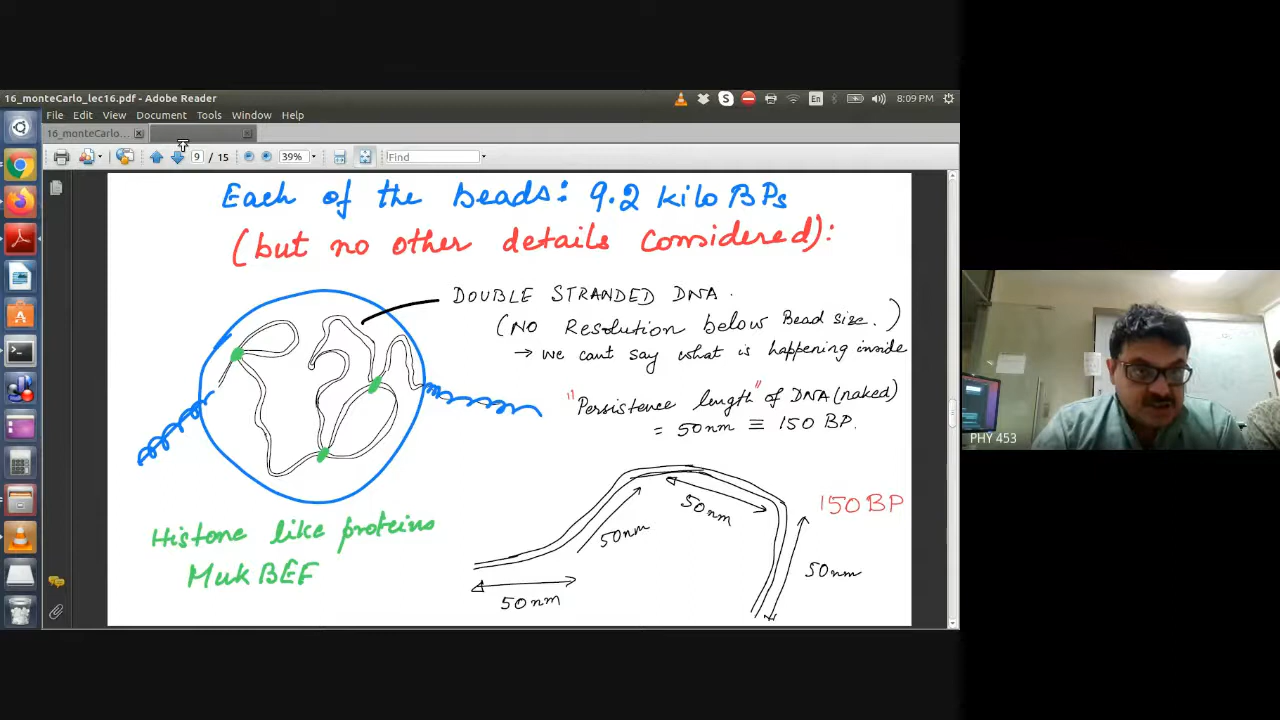 16_monteCarlo_lec16.pdf - Adobe Reader
En
8:09 PM
File Edit View Document Tools Window Help
16_monteCarlo...
9 / 15
39%
Find
Each of the beads: 9.2 kilo BPs
(but no other details considered):
DOUBLE STRANDED DNA.
(NO Resolution below Bead size.)
→ we cant say what is happening inside
"Persistence length" of DNA (naked)
= 50nm ≡ 150 BP.
150BP
50nm
50nm
50nm
50nm
Histone like proteins
MukBEF
PHY 453